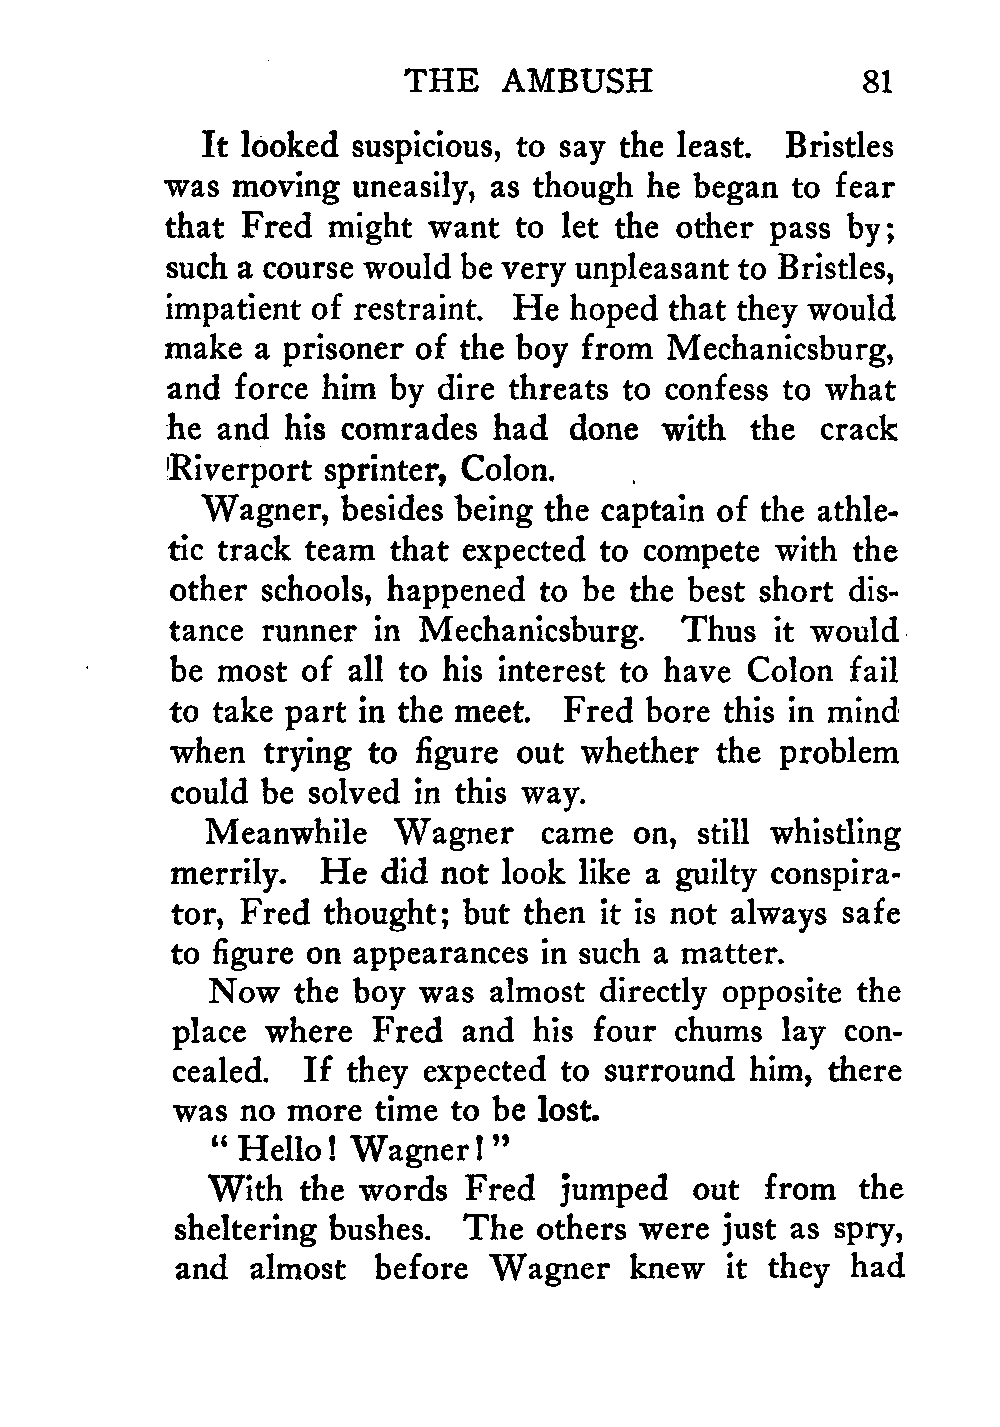 THE AMBUSH 81
It looked suspicious, to say the least. Bristles
was moving uneasily, as though he began to fear
that Fred might want to let the other pass by;
such a course would be very unpleasant to Bristles,
impatient of restraint. He hoped that they would
make a prisoner of the boy from Mechanicsburg,
and force him by dire threats to confess to what
he and his comrades had done with the crack
Riverport sprinter, Colon.
Wagner, besides being the captain of the athle-
tic track team that expected to compete with the
other schools, happened to be the best short dis-
tance runner in Mechanicsburg. Thus it would
be most of all to his interest to have Colon fail
to take part in the meet. Fred bore this in mind
when trying to figure out whether the problem
could be solved in this way.
Meanwhile Wagner came on, still whistling
merrily. He did not look like a guilty conspira-
tor, Fred thought; but then it is not always safe
to figure on appearances in such a matter.
Now the boy was almost directly opposite the
place where Fred and his four chums lay con-
cealed. If they expected to surround him, there
was no more time to be lost.
“ Hello! Wagner! ”
With the words Fred jumped out from the
sheltering bushes. The others were just as spry,
and almost before Wagner knew it they had